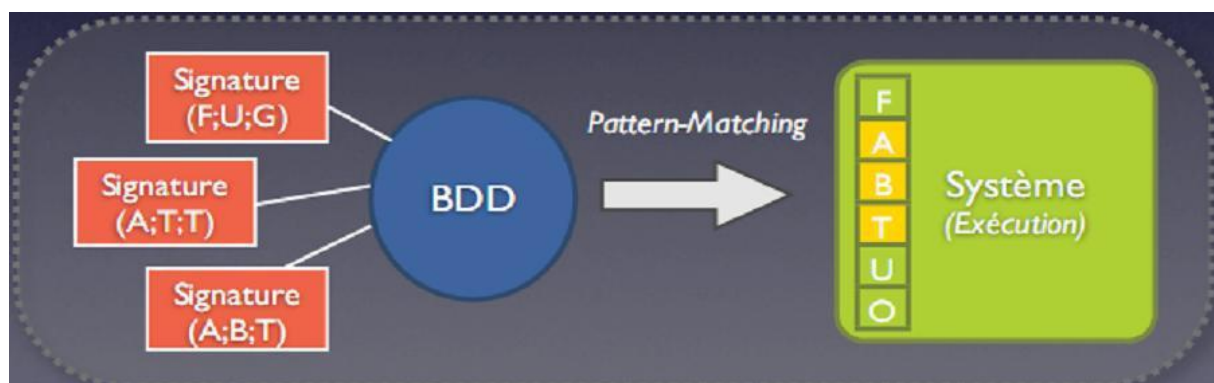 Signature
(F;U;G)
Signature
(A;T;T)
Signature
(A;B;T)
BDD
Pattern-Matching
F
A
B
T
U
O
Système
(Exécution)